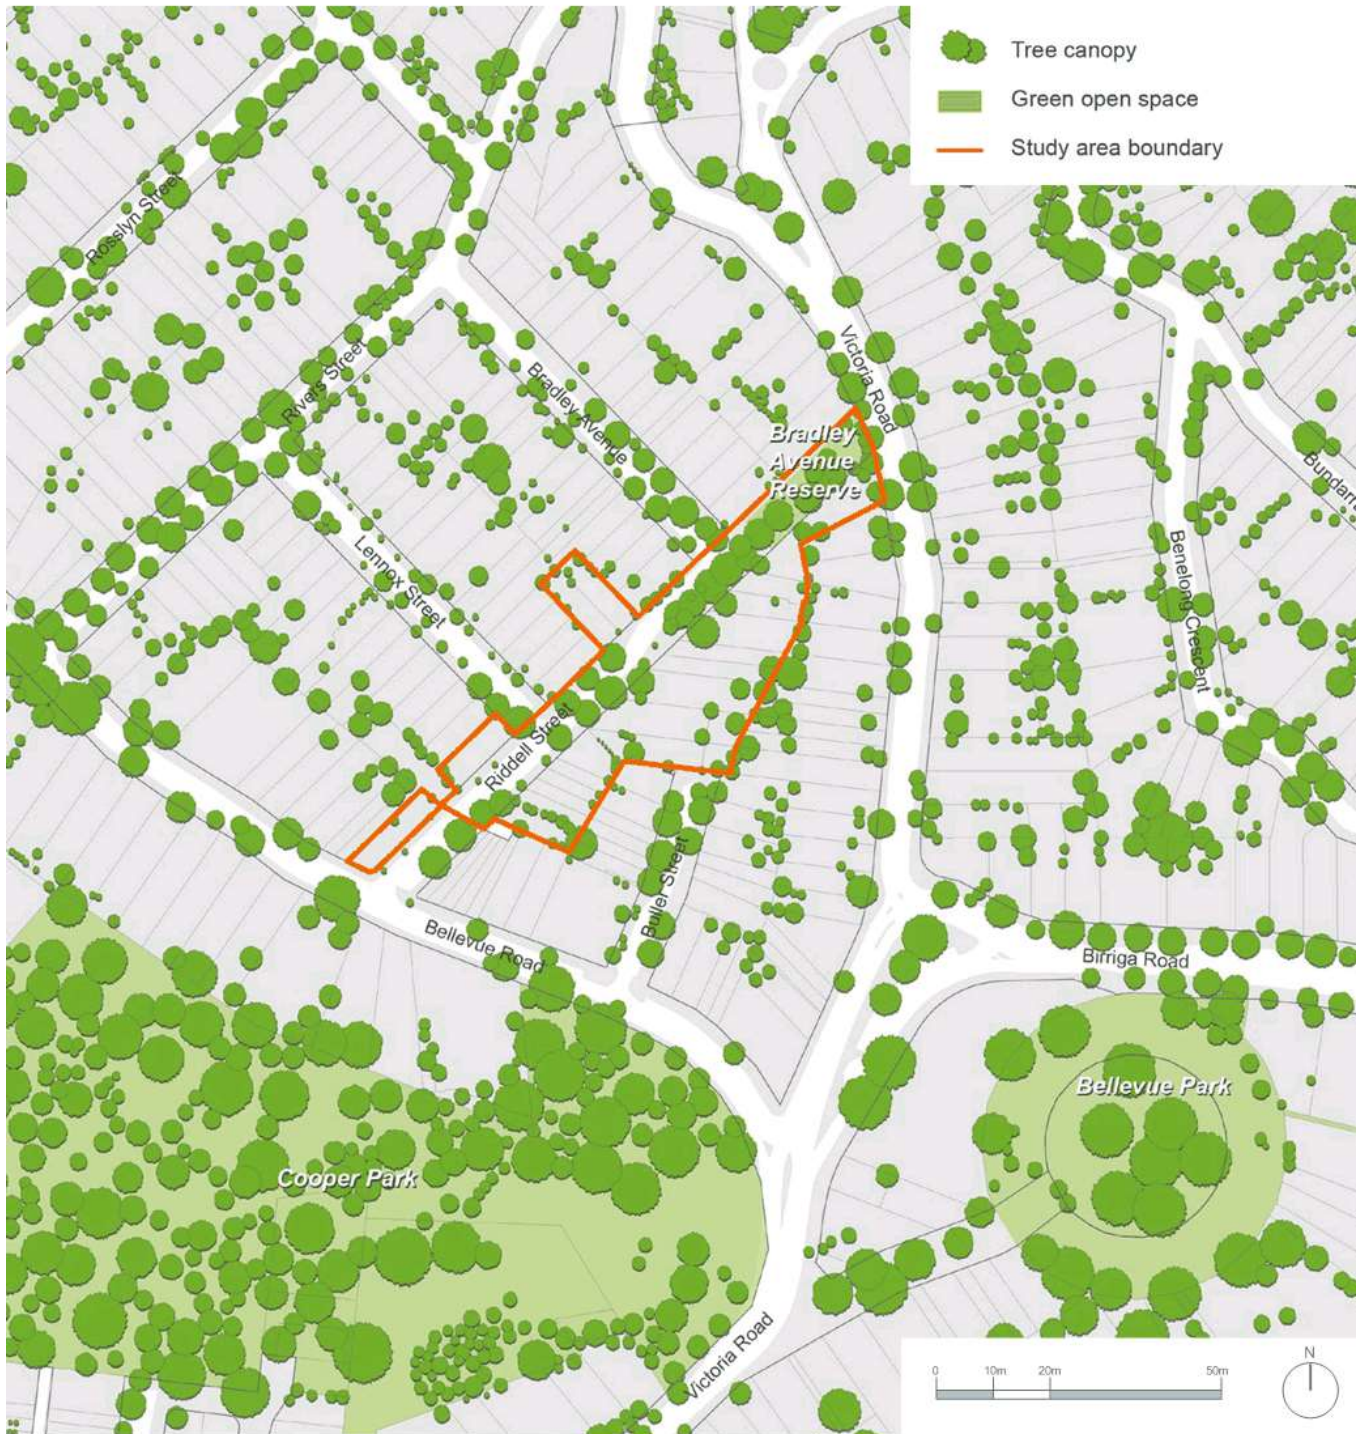 Tree canopy
Green open space
Study area boundary
Rosslyn Street
Rivers Street
Bradley Avenue
Victoria Road
Bradley
Avenue
Reserve
Lennox Street
Riddell Street
Benelong Crescent
Buller Street
Bellevue Road
Birriga Road
Bellevue Park
Cooper Park
Victoria Road
0 10m 20m 50m
N